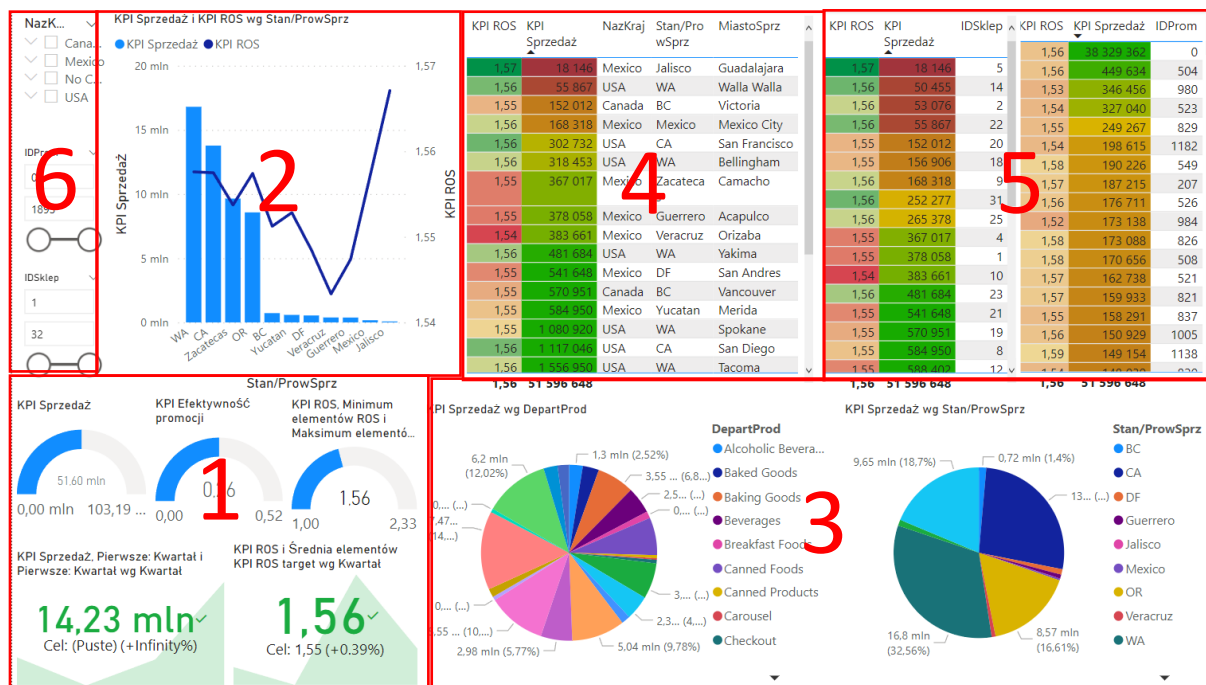 NazK...
Cana...
Mexico
No C...
USA
IDProm
1895
IDSklep
1
32
6
KPI Sprzedaż i KPI ROS wg Stan/ProwSprz
KPI Sprzedaż KPI ROS
20 mln
15 mln
10 mln
5 mln
0 mln
KPI Sprzedaż
1,57
1,56
1,55
1,54
KPI ROS
WA
CA
Zacatecas
OR
BC
Yucatan
DF
Veracruz
Guerrero
Mexico
Jalisco
Stan/ProwSprz
2
KPI ROS KPI Sprzedaż NazKraj Stan/ProwSprz MiastoSprz
1,57 18 146 Mexico Jalisco Guadalajara
1,56 55 867 USA WA Walla Walla
1,55 152 012 Canada BC Victoria
1,56 168 318 Mexico Mexico Mexico City
1,56 302 732 USA CA San Francisco
1,56 318 453 USA WA Bellingham
1,55 367 017 Mexico Zacateca Camacho
1,55 378 058 Mexico Guerrero Acapulco
1,54 383 661 Mexico Veracruz Orizaba
1,56 481 684 USA WA Yakima
1,55 541 648 Mexico DF San Andres
1,55 570 951 Canada BC Vancouver
1,55 584 950 Mexico Yucatan Merida
1,55 1 080 920 USA WA Spokane
1,56 1 117 046 USA CA San Diego
1,56 1 556 950 USA WA Tacoma
1,56 51 596 648
4
KPI ROS KPI Sprzedaż IDSklep
1,57 18 146 5
1,56 50 455 14
1,56 53 076 2
1,56 55 867 22
1,55 152 012 20
1,55 156 906 18
1,56 168 318 9
1,56 252 277 31
1,56 265 378 25
1,55 367 017 4
1,55 378 058 1
1,54 383 661 10
1,56 481 684 23
1,55 541 648 21
1,55 570 951 19
1,55 584 950 8
1,55 588 402 12
1,56 51 596 648
5
KPI ROS KPI Sprzedaż IDProm
1,56 38 329 362 0
1,56 449 634 504
1,53 346 456 980
1,54 327 040 523
1,55 249 267 829
1,54 198 615 1182
1,58 190 226 549
1,57 187 215 207
1,56 176 711 526
1,52 173 138 984
1,58 173 088 826
1,58 170 656 508
1,57 162 738 521
1,57 159 933 821
1,55 158 291 837
1,56 150 929 1005
1,59 149 154 1138
1,56 51 596 648
KPI Sprzedaż
51.60 mln
0,00 mln 103,19 ...
KPI Efektywność
promocji
0,00 0,52
KPI ROS, Minimum
elementów ROS i
Maksimum elementó...
1.56
1,00 2,33
1
KPI Sprzedaż, Pierwsze: Kwartał i
Pierwsze: Kwartał wg Kwartał
14,23 mln
Cel: (Puste) (+Infinity%)
KPI ROS i Średnia elementów
KPI ROS target wg Kwartał
1,56
Cel: 1,55 (+0.39%)
KPI Sprzedaż wg DepartProd
1,3 mln (2.52%)
3,55 ... (6,8...)
2.5... (...)
0,... (...)
3,... (...)
2.3... (4,...)
5.04 mln (9.78%)
2.98 mln (5,77%)
0,... (...)
6.2 mln
(12,02%)
DepartProd
Alcoholic Bevera...
Baked Goods
Baking Goods
Beverages
Breakfast Foods
Canned Foods
Canned Products
Carousel
Checkout
3
KPI Sprzedaż wg Stan/ProwSprz
0,72 mln (1,4%)
13... (...)
8,57 mln
(16,61%)
16.8 mln
(32,56%)
9,65 mln (18,7%)
Stan/ProwSprz
BC
CA
DF
Guerrero
Jalisco
Mexico
OR
Veracruz
WA